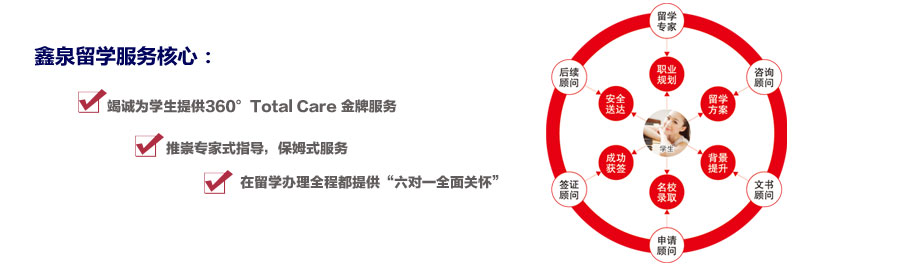 鑫泉留学服务核心：
竭诚为学生提供360°Total Care 金牌服务
推崇专家式指导，保姆式服务
在留学办理全程都提供“六对一全面关怀”
留学
专家
职业
规划
后续
顾问
咨询
顾问
安全
送达
留学
方案
学生
成功
获签
背景
提升
签证
顾问
名校
录取
文书
顾问
申请
顾问